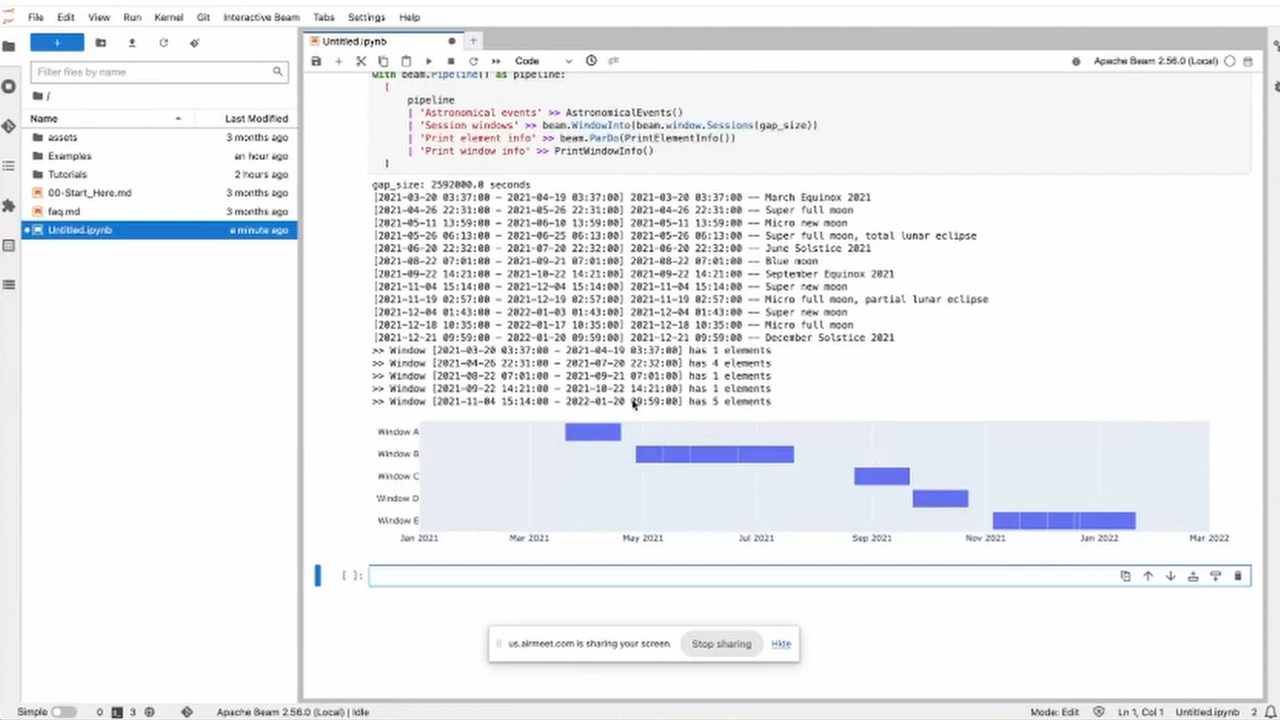 File Edit View Run Kernel Git Interactive Beam Tabs Settings Help
Untitled.ipynb
Filter files by name
Code
Apache Beam 2.56.0 (Local)
/
Name Last Modified
assets 3 months ago
Examples an hour ago
Tutorials 2 hours ago
00-Start_Here.md 3 months ago
faq.md 3 months ago
Untitled.ipynb a minute ago
with beam.Pipeline() as pipeline:
(
pipeline
| 'Astronomical events' >> AstronomicalEvents()
| 'Session windows' >> beam.WindowInto(beam.window.Sessions(gap_size))
| 'Print element info' >> beam.ParDo(PrintElementInfo())
| 'Print window info' >> PrintWindowInfo()
)
gap_size: 2592000.0 seconds
[2021-03-20 03:37:00 - 2021-04-19 03:37:00] 2021-03-20 03:37:00 -- March Equinox 2021
[2021-04-26 22:31:00 - 2021-05-26 22:31:00] 2021-04-26 22:31:00 -- Super full moon
[2021-05-11 13:59:00 - 2021-06-10 13:59:00] 2021-05-11 13:59:00 -- Micro new moon
[2021-05-26 06:13:00 - 2021-06-25 06:13:00] 2021-05-26 06:13:00 -- Super full moon, total lunar eclipse
[2021-06-20 22:32:00 - 2021-07-20 22:32:00] 2021-06-20 22:32:00 -- June Solstice 2021
[2021-08-22 07:01:00 - 2021-09-21 07:01:00] 2021-08-22 07:01:00 -- Blue moon
[2021-09-22 14:21:00 - 2021-10-22 14:21:00] 2021-09-22 14:21:00 -- September Equinox 2021
[2021-11-04 15:14:00 - 2021-12-04 15:14:00] 2021-11-04 15:14:00 -- Super new moon
[2021-11-19 02:57:00 - 2021-12-19 02:57:00] 2021-11-19 02:57:00 -- Micro full moon, partial lunar eclipse
[2021-12-04 01:43:00 - 2022-01-03 01:43:00] 2021-12-04 01:43:00 -- Super new moon
[2021-12-18 10:35:00 - 2022-01-17 10:35:00] 2021-12-18 10:35:00 -- Micro full moon
[2021-12-21 09:59:00 - 2022-01-20 09:59:00] 2021-12-21 09:59:00 -- December Solstice 2021
>> Window [2021-03-20 03:37:00 - 2021-04-19 03:37:00] has 1 elements
>> Window [2021-04-26 22:31:00 - 2021-07-20 22:32:00] has 4 elements
>> Window [2021-08-22 07:01:00 - 2021-09-21 07:01:00] has 1 elements
>> Window [2021-09-22 14:21:00 - 2021-10-22 14:21:00] has 1 elements
>> Window [2021-11-04 15:14:00 - 2022-01-20 09:59:00] has 5 elements
Window A
Window B
Window C
Window D
Window E
Jan 2021 Mar 2021 May 2021 Jul 2021 Sep 2021 Nov 2021 Jan 2022 Mar 2022
[ ]:
us.airmeet.com is sharing your screen. Stop sharing Hide
Simple 0 3 Apache Beam 2.56.0 (Local) | Idle Mode: Edit Ln 1, Col 1 Untitled.ipynb 2